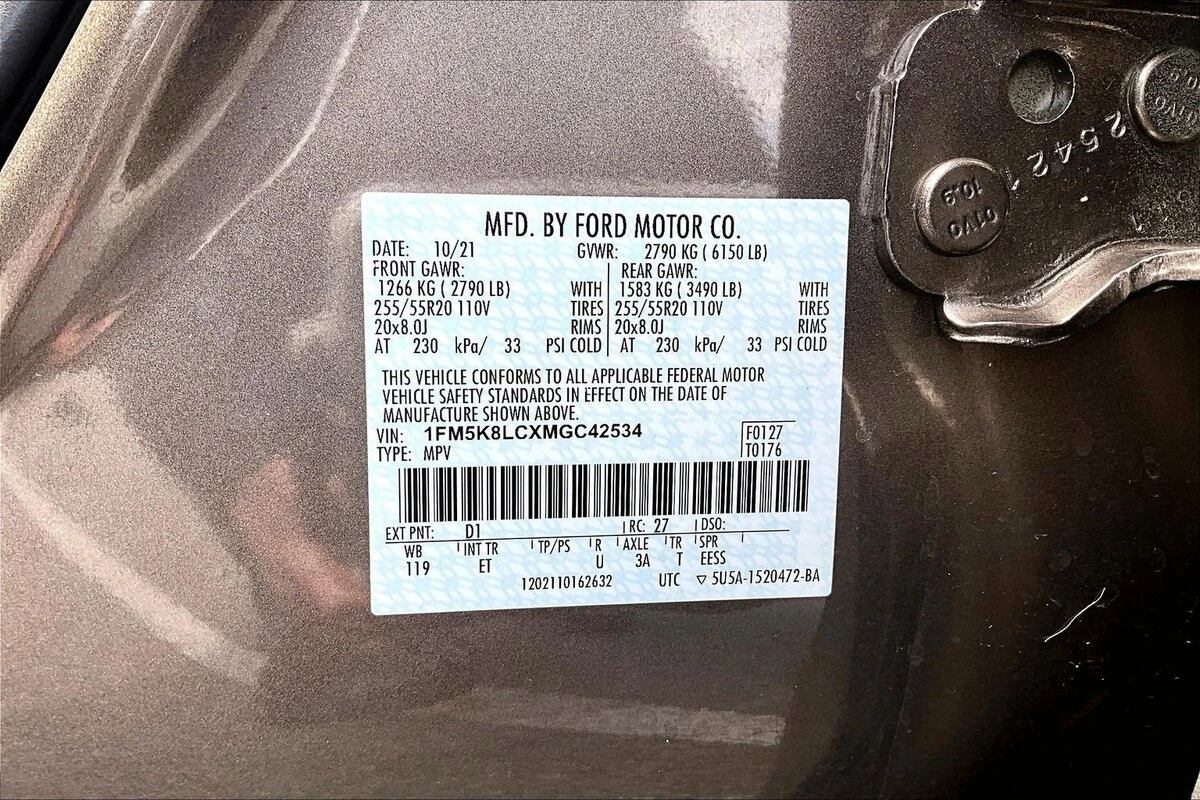 MFD. BY FORD MOTOR CO.
DATE: 10/21 GVWR: 2790 KG ( 6150 LB)
FRONT GAWR: REAR GAWR:
1266 KG ( 2790 LB) WITH 1583 KG ( 3490 LB) WITH
255/55R20 110V TIRES 255/55R20 110V TIRES
20x8.0J RIMS 20x8.0J RIMS
AT 230 kPa/ 33 PSI COLD AT 230 kPa/ 33 PSI COLD
THIS VEHICLE CONFORMS TO ALL APPLICABLE FEDERAL MOTOR
VEHICLE SAFETY STANDARDS IN EFFECT ON THE DATE OF
MANUFACTURE SHOWN ABOVE.
VIN: 1FM5K8LCXMGC42534 F0127
TYPE: MPV T0176
EXT PNT: D1 RC: 27 DSO:
WB INT TR TP/PS R AXLE TR SPR
119 ET U 3A T EESS
1202110162632 UTC ▽ 5U5A-1520472-BA
25421
01VO
10.9